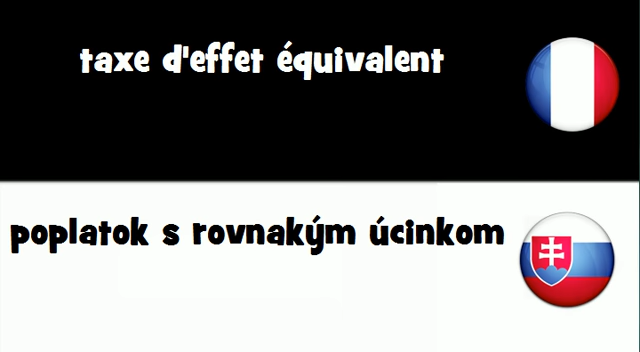 taxe d'effet équivalent
poplatok s rovnakým úcinkom